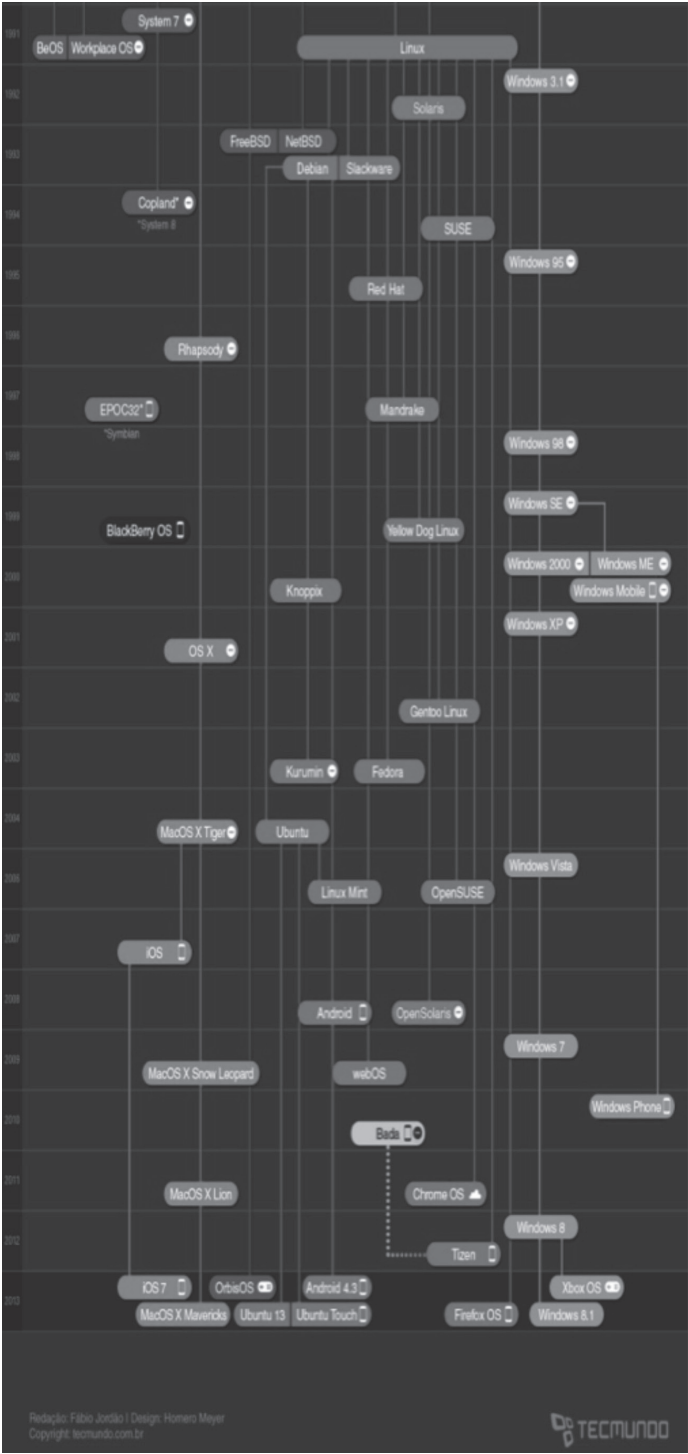 1991
System 7
BeOS Workplace OS
Linux
Windows 3.1
1992
Solaris
FreeBSD NetBSD
1993
Debian Slackware
Copland*
*System 8
1994
SUSE
Windows 95
1995
Red Hat
1996
Rhapsody
1997
EPOC32*
*Symbian
Mandrake
Windows 98
1998
Windows SE
1999
BlackBerry OS
Yellow Dog Linux
Windows 2000 Windows ME
2000
Knoppix
Windows Mobile
Windows XP
2001
OS X
2002
Gentoo Linux
2003
Kurumin
Fedora
2004
MacOS X Tiger
Ubuntu
Windows Vista
2006
Linux Mint
OpenSUSE
2007
iOS
2008
Android
OpenSolaris
Windows 7
2009
MacOS X Snow Leopard
webOS
Windows Phone
2010
Bada
2011
MacOS X Lion
Chrome OS
Windows 8
2012
Tizen
iOS 7
OrbisOS
Android 4.3
Xbox OS
2013
MacOS X Mavericks
Ubuntu 13 Ubuntu Touch
Firefox OS
Windows 8.1
Redação: Fábio Jordão | Design: Homero Meyer
Copyright: tecmundo.com.br
TECMUNDO